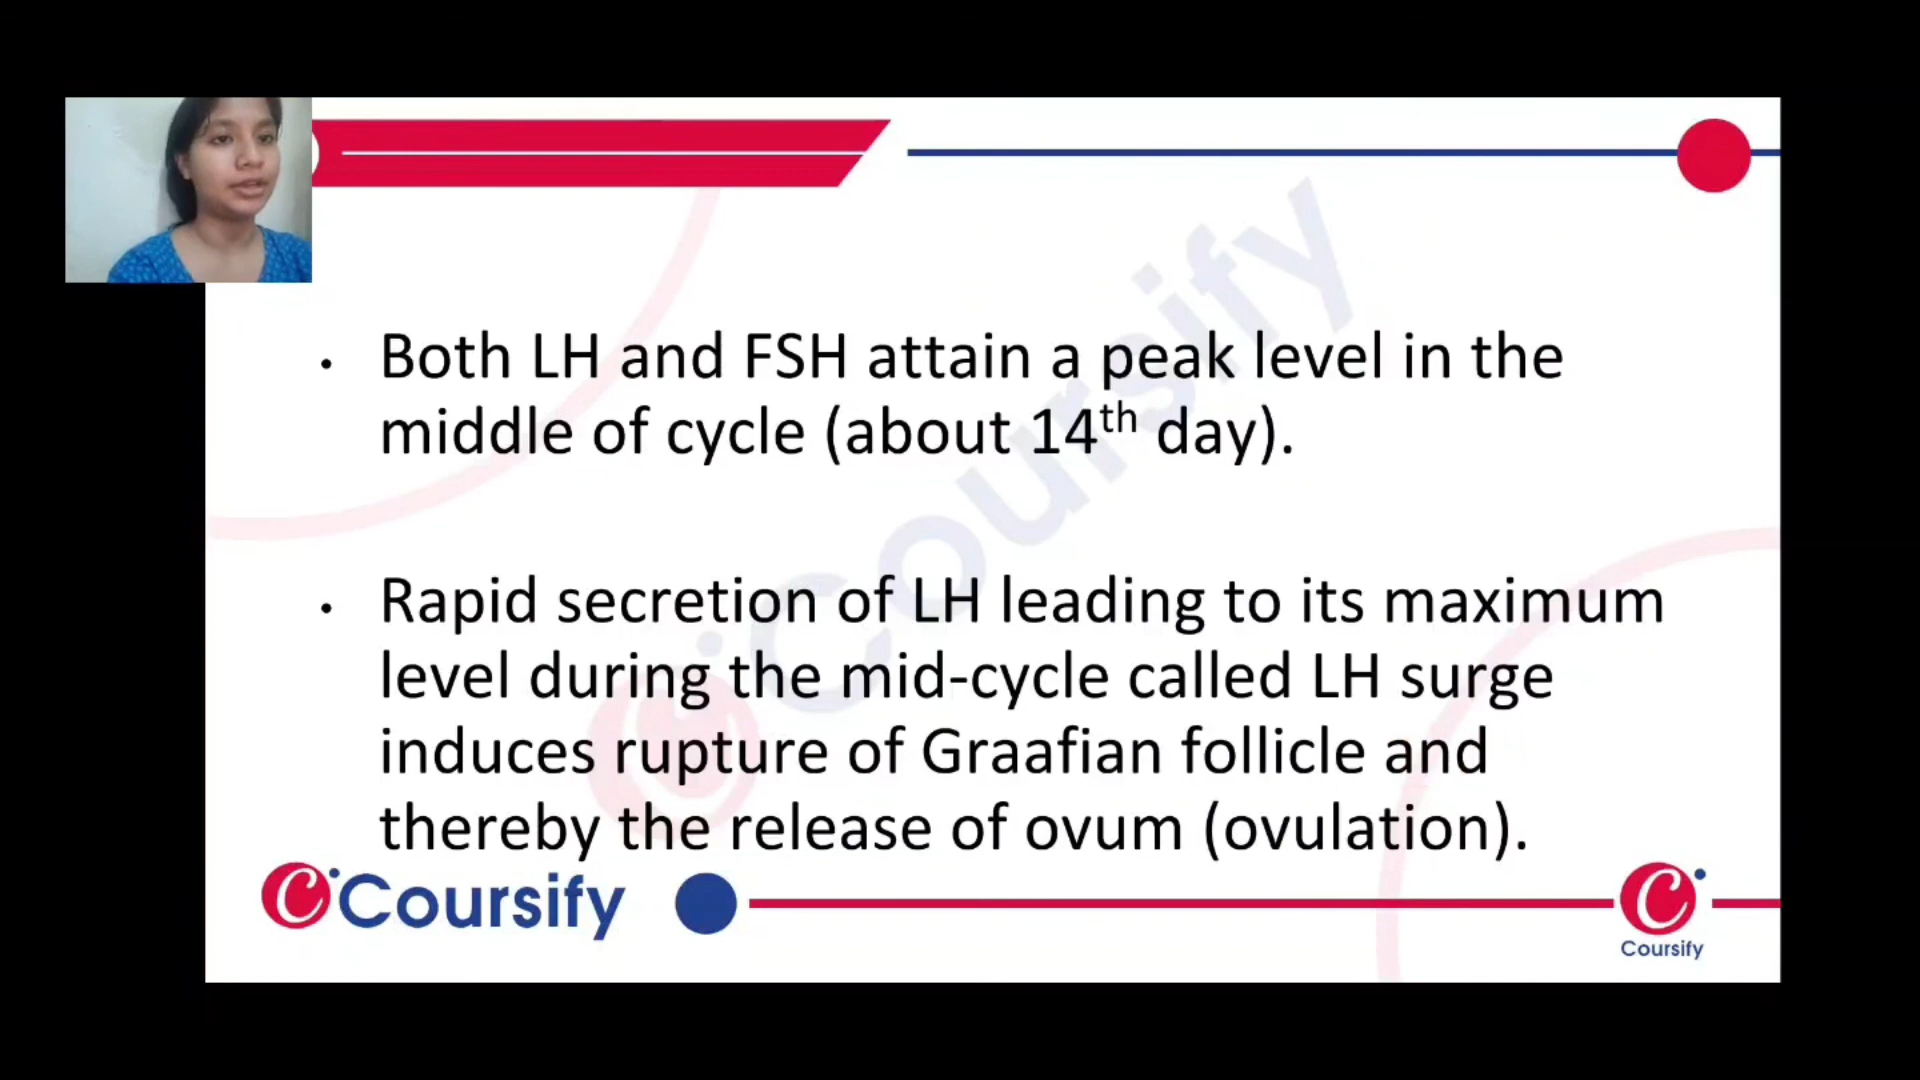 • Both LH and FSH attain a peak level in the
middle of cycle (about 14th day).
• Rapid secretion of LH leading to its maximum
level during the mid-cycle called LH surge
induces rupture of Graafian follicle and
thereby the release of ovum (ovulation).
Coursify
Coursify
Coursify